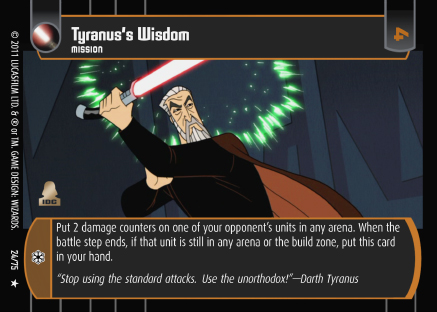 Tyranus's Wisdom
MISSION
4
IDC
Put 2 damage counters on one of your opponent's units in any arena. When the
battle step ends, if that unit is still in any arena or the build zone, put this card
in your hand.
"Stop using the standard attacks. Use the unorthodox!"—Darth Tyranus
© 2011 LUCASFILM LTD. & ® or TM. GAME DESIGN: WIZARDS.
24/75